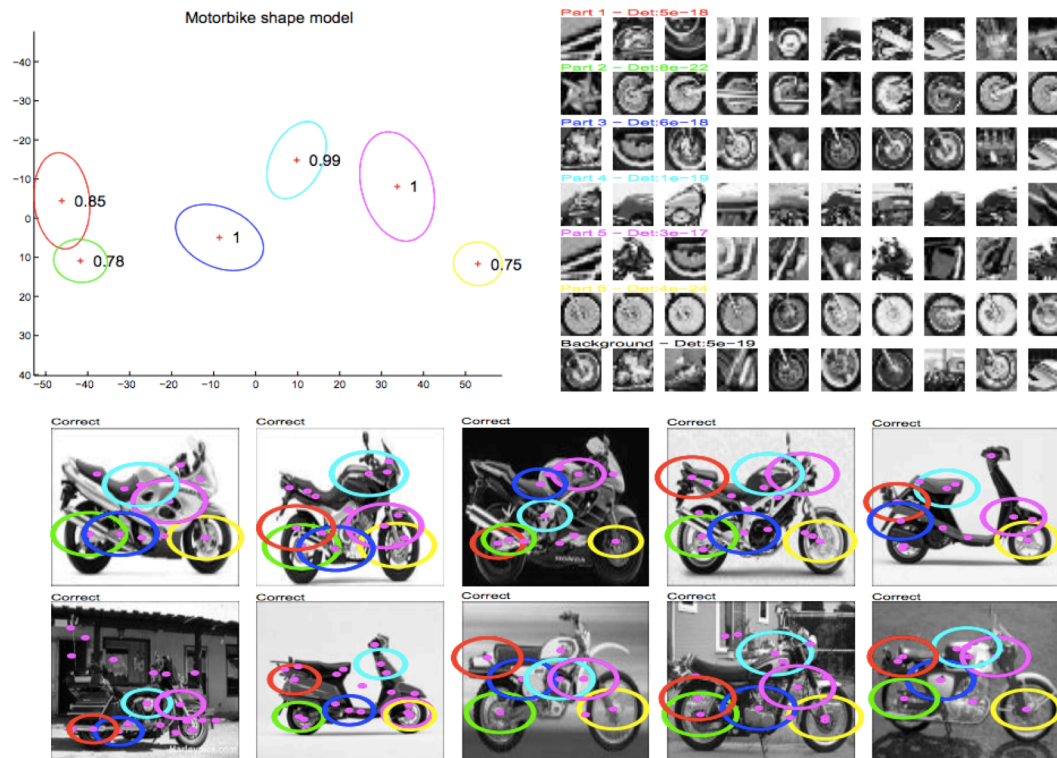 Motorbike shape model
−40
−30
−20
−10
0
10
20
30
40
−50
−40
−30
−20
−10
0
10
20
30
40
50
0.99
1
0.85
1
0.78
0.75
Part 1 − Det:5e−18
Part 2 − Det:8e−22
Part 3 − Det:6e−18
Part 4 − Det:1e−19
Part 5 − Det:3e−17
Part 6 − Det:4e−24
Background − Det:5e−19
Correct
Correct
Correct
Correct
Correct
HONDA
Correct
Correct
Correct
Correct
Correct